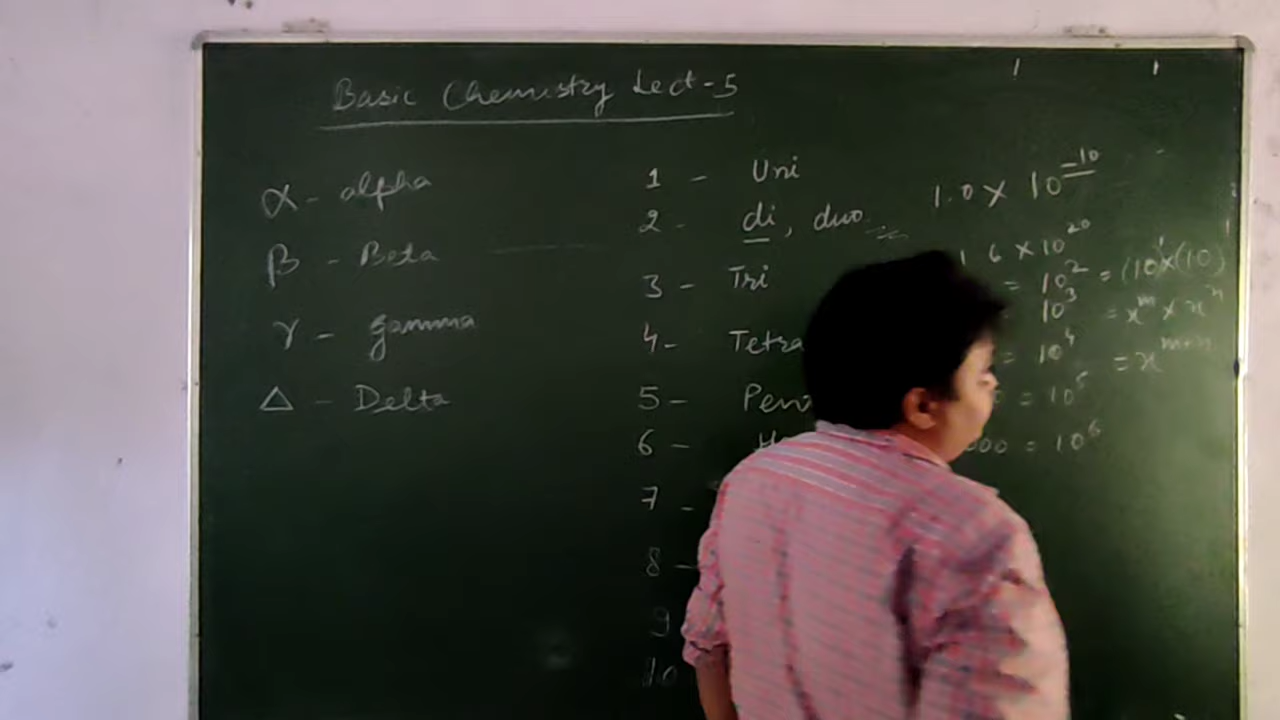 Basic Chemistry Lect-5
α - alpha
β - Beta
γ - gamma
Δ - Delta
1 - Uni
2 - di, duo
3 - Tri
4 - Tetra
5 -
6 -
7 -
8 -
9
10
1.0 × 10⁻¹⁰
6 × 10²⁰
= 10² = (10)¹×(10)¹
10³ = xᵐ × xⁿ
= 10⁴ = xᵐ⁺ⁿ
0 = 10⁵
000 = 10⁶